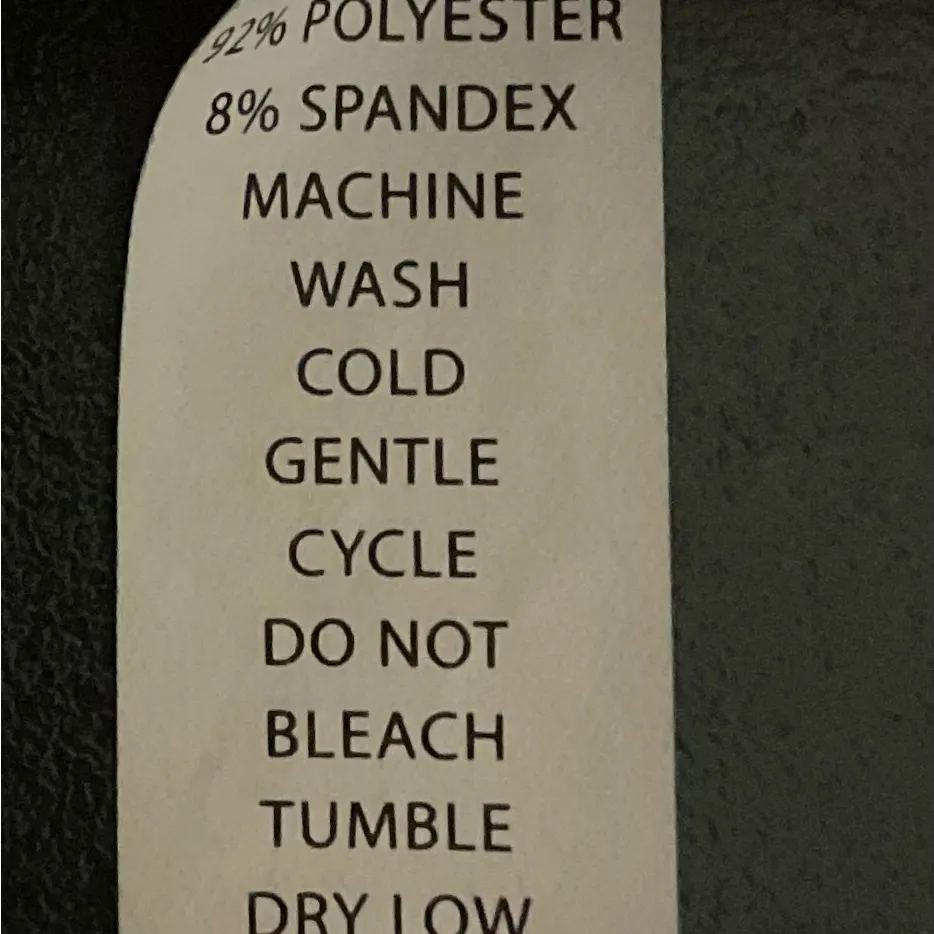 92% POLYESTER
8% SPANDEX
MACHINE
WASH
COLD
GENTLE
CYCLE
DO NOT
BLEACH
TUMBLE
DRY LOW